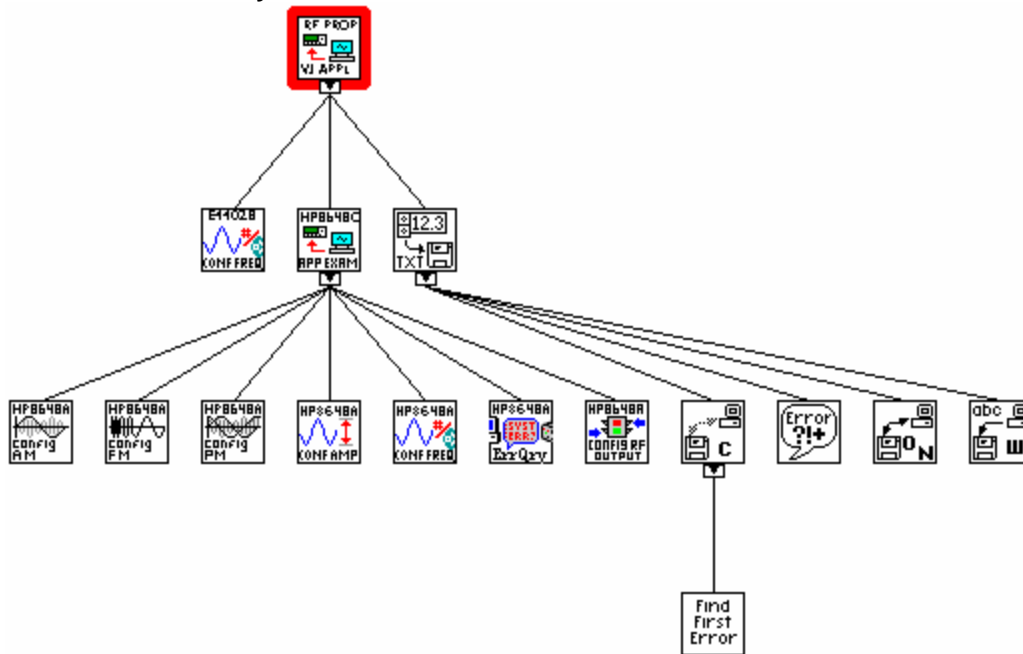 RF PROP
VI APPL
E4402B
CONF FREQ
HP8648C
APP EXAM
12.3
TXT
HP8648A
config
AM
HP8648A
config
FM
HP8648A
config
PM
HP8648A
CONF AMP
HP8648A
CONF FREQ
HP8648A
SYST
ERR?
Err Qry
HP8648A
CONFIG RF
OUTPUT
C
Error
?!+
O N
abc
W
Find
First
Error